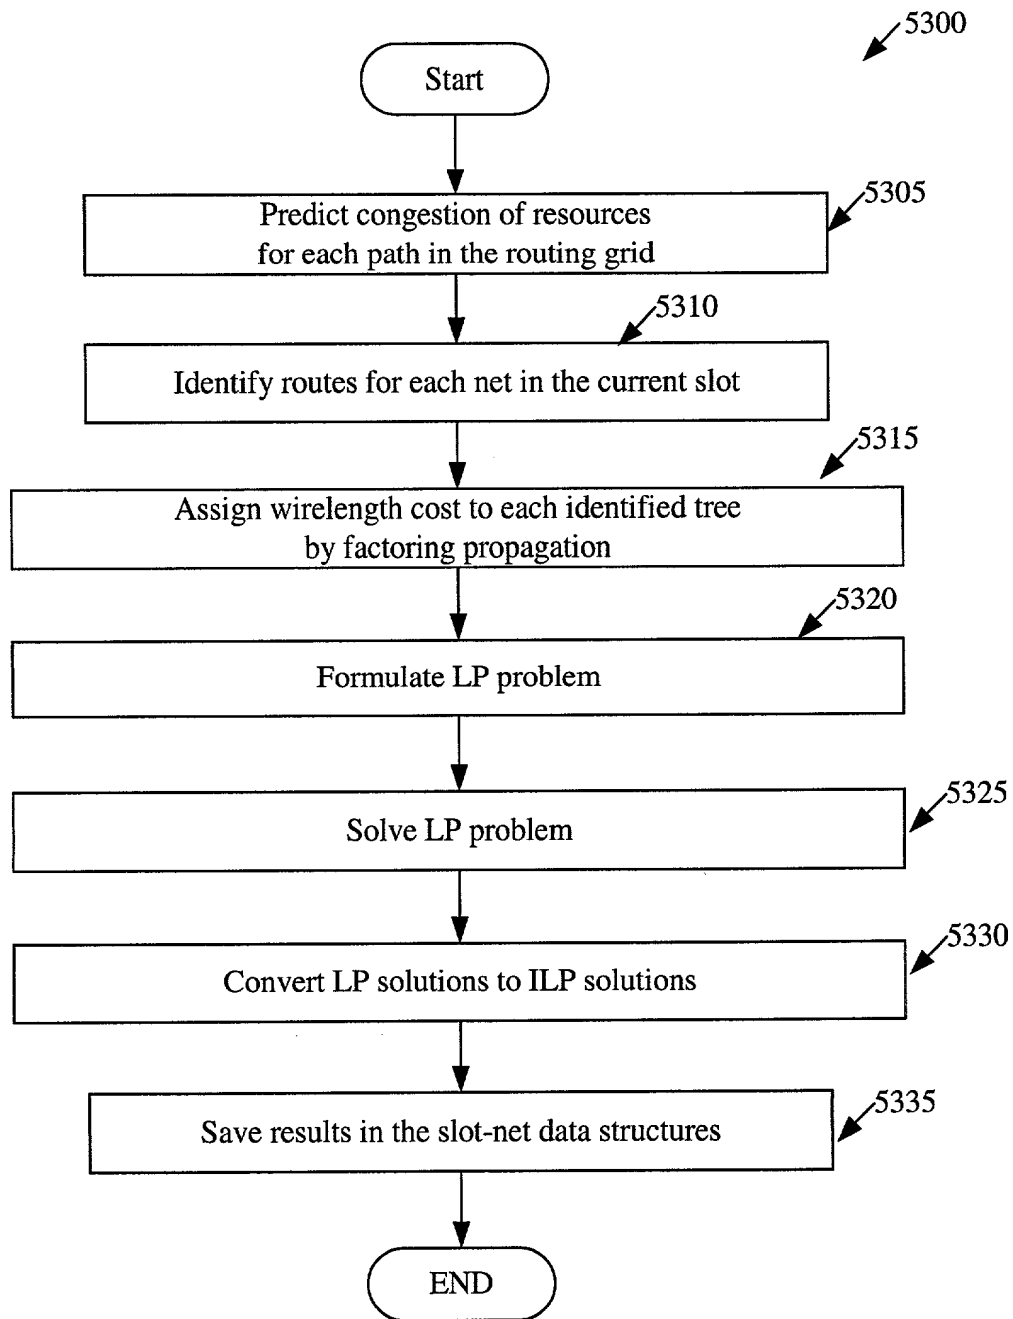 5300
Start
5305
Predict congestion of resources
for each path in the routing grid
5310
Identify routes for each net in the current slot
5315
Assign wirelength cost to each identified tree
by factoring propagation
5320
Formulate LP problem
5325
Solve LP problem
5330
Convert LP solutions to ILP solutions
5335
Save results in the slot-net data structures
END